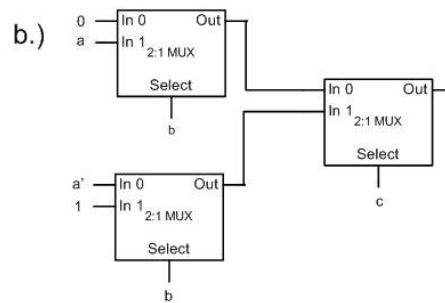 b.)
0 In 0 Out
a In 1
2:1 MUX
Select
b
In 0 Out
In 1
2:1 MUX
Select
c
a' In 0 Out
1 In 1
2:1 MUX
Select
b